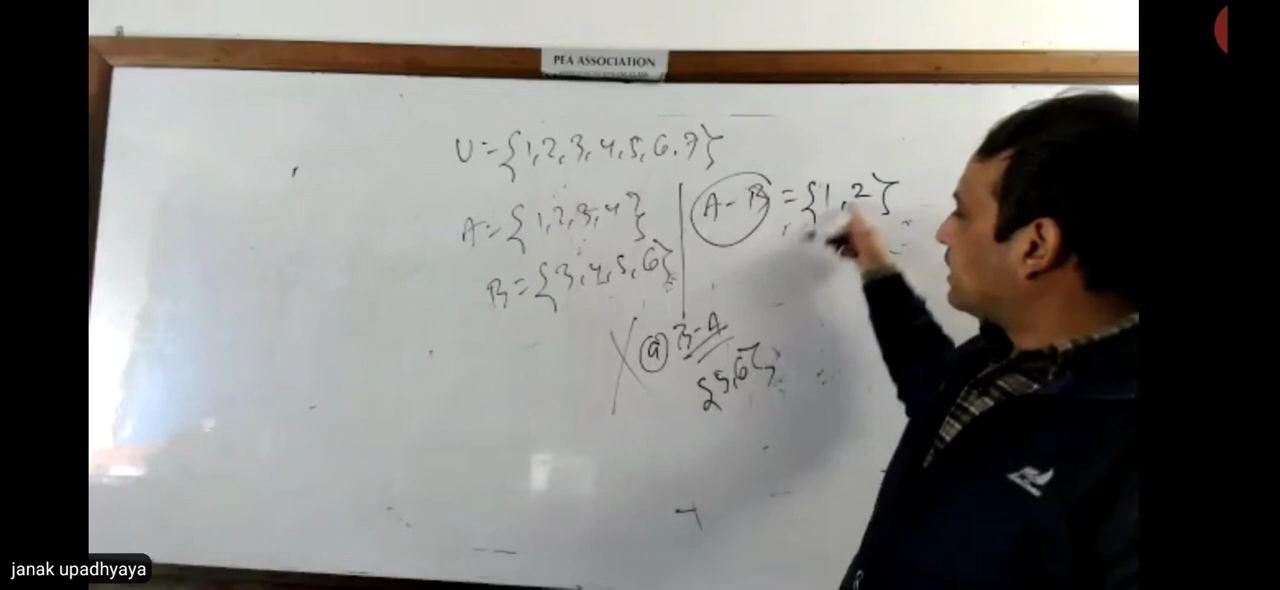 PEA ASSOCIATION
U = {1,2,3,4,5,6,7}
A = {1,2,3,4}
B = {3,4,5,6}
A - B = {1,2}
a B-A
{5,6}
janak upadhyaya